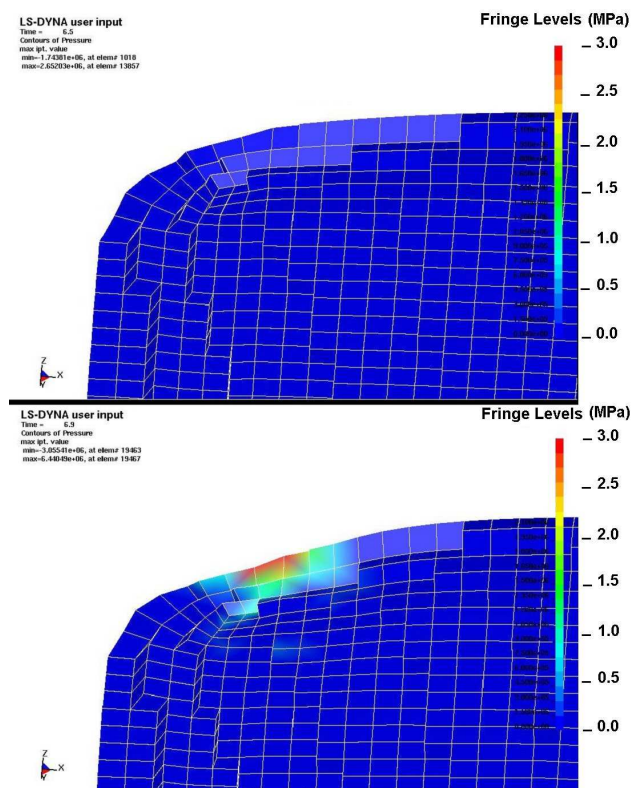 LS-DYNA user input
Time = 6.5
Contours of Pressure
max ipt. value
min=-1.74381e+06, at elem# 1018
max=2.65203e+06, at elem# 13857
Fringe Levels (MPa)
3.0
2.5
2.0
1.5
1.0
0.5
0.0
Z
X
Y
LS-DYNA user input
Time = 6.9
Contours of Pressure
max ipt. value
min=-3.05541e+06, at elem# 19463
max=6.44049e+06, at elem# 19467
Fringe Levels (MPa)
3.0
2.5
2.0
1.5
1.0
0.5
0.0
Z
X
Y